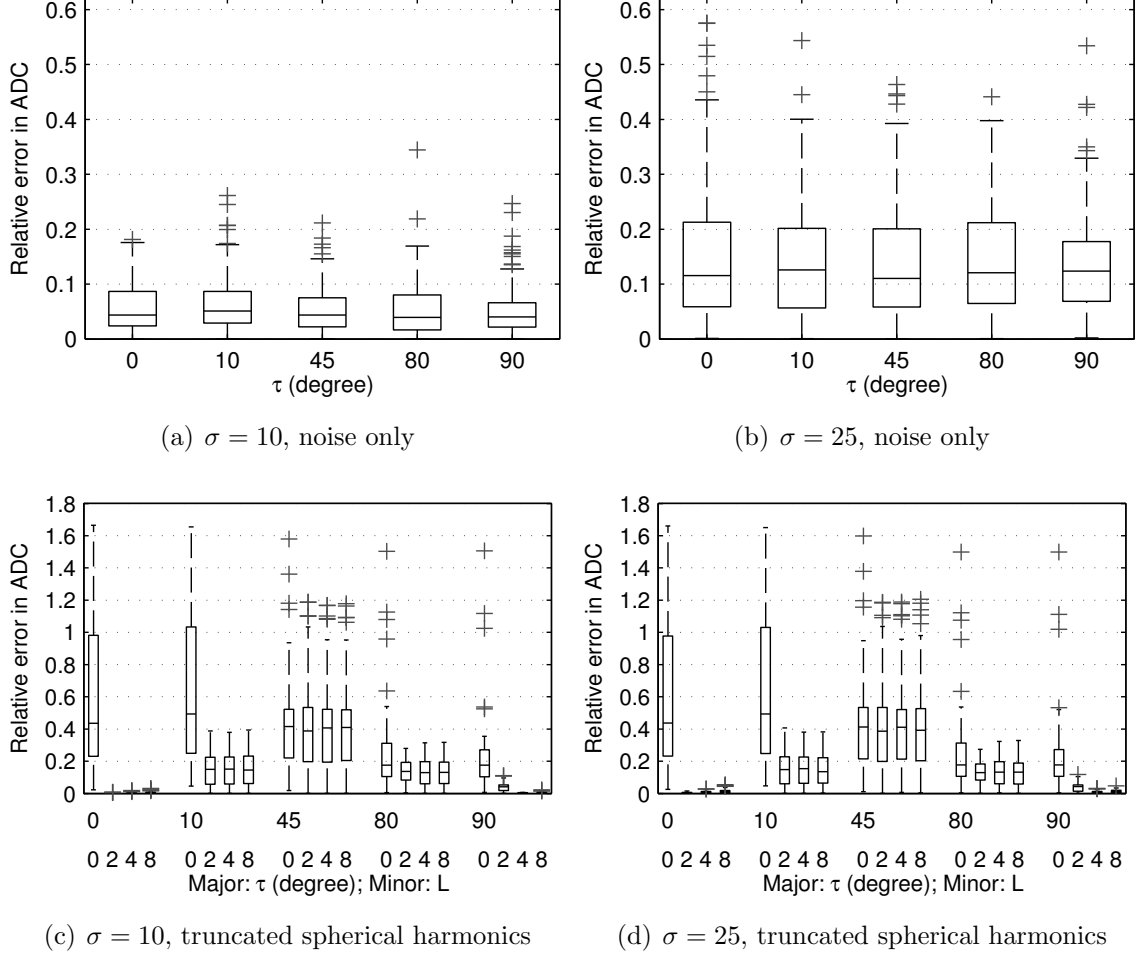 0.6
0.5
0.4
0.3
0.2
0.1
0
Relative error in ADC
0 10 45 80 90
τ (degree)
(a) σ = 10, noise only
0.6
0.5
0.4
0.3
0.2
0.1
0
Relative error in ADC
0 10 45 80 90
τ (degree)
(b) σ = 25, noise only
1.8
1.6
1.4
1.2
1
0.8
0.6
0.4
0.2
0
Relative error in ADC
0 10 45 80 90
0 2 4 8 0 2 4 8 0 2 4 8 0 2 4 8 0 2 4 8
Major: τ (degree); Minor: L
(c) σ = 10, truncated spherical harmonics
1.8
1.6
1.4
1.2
1
0.8
0.6
0.4
0.2
0
Relative error in ADC
0 10 45 80 90
0 2 4 8 0 2 4 8 0 2 4 8 0 2 4 8 0 2 4 8
Major: τ (degree); Minor: L
(d) σ = 25, truncated spherical harmonics